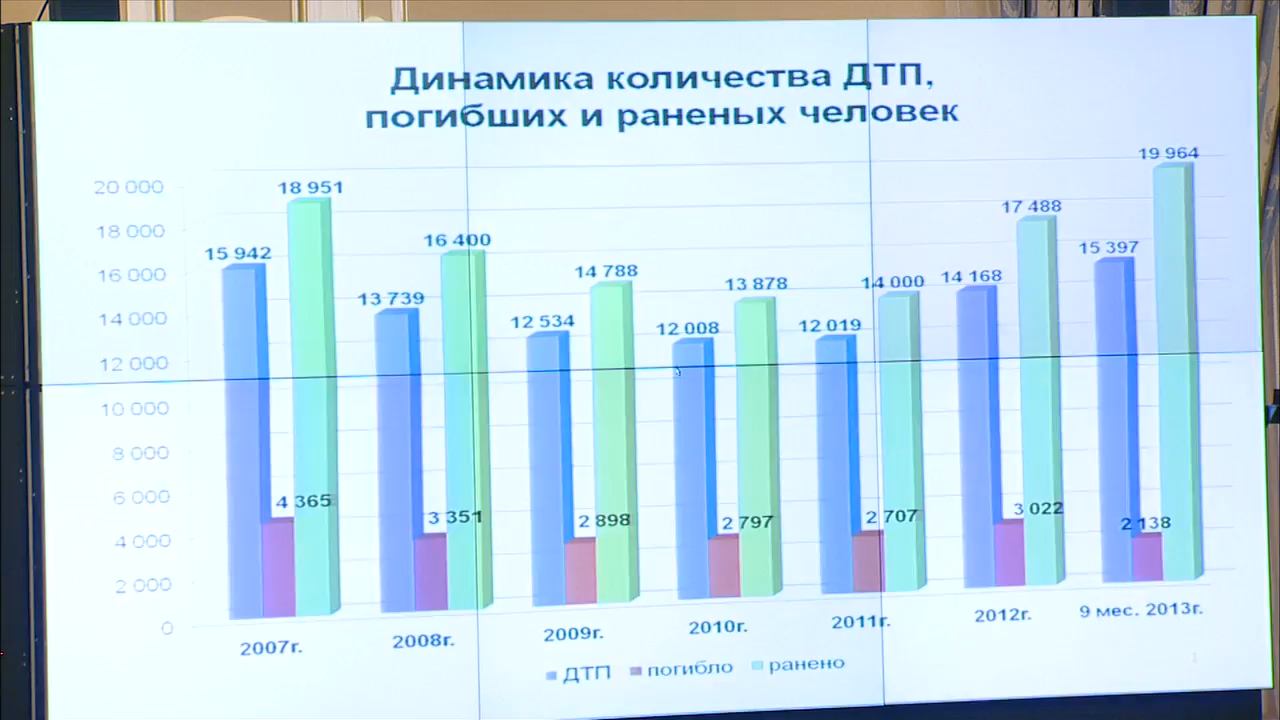 Динамика количества ДТП,
погибших и раненых человек
20 000
18 000
16 000
14 000
12 000
10 000
8 000
6 000
4 000
2 000
0
15 942
4 365
18 951
13 739
3 351
16 400
12 534
2 898
14 788
12 008
2 797
13 878
12 019
2 707
14 000
14 168
3 022
17 488
15 397
2 138
19 964
2007г.
2008г.
2009г.
2010г.
2011г.
2012г.
9 мес. 2013г.
ДТП
погибло
ранено
1